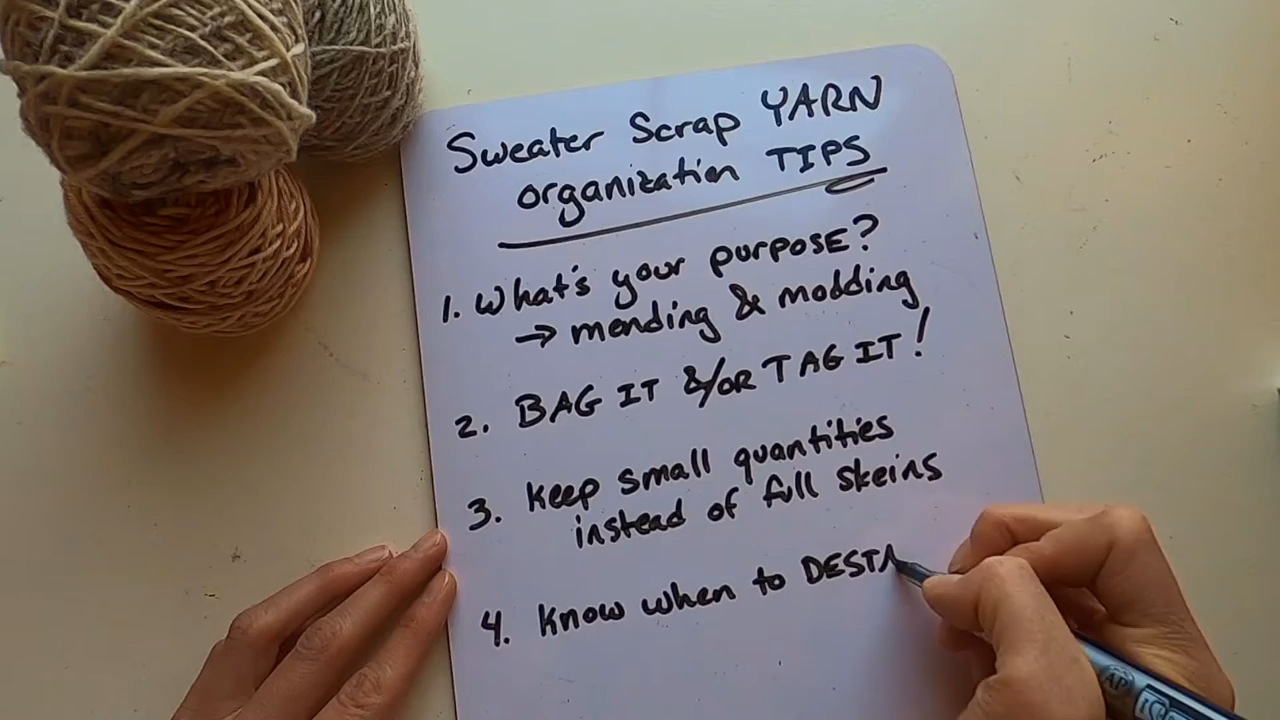 Sweater Scrap YARN
organization TIPS
1. What's your purpose?
→ mending & modding
2. BAG IT &/OR TAG IT!
3. Keep small quantities
instead of full skeins
4. Know when to DESTA
AP